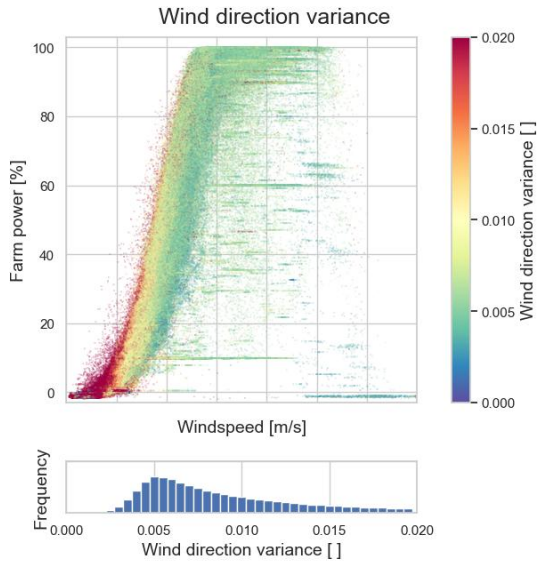 Wind direction variance
100
80
60
40
20
0
Farm power [%]
Windspeed [m/s]
0.020
0.015
0.010
0.005
0.000
Wind direction variance [ ]
Frequency
0.000 0.005 0.010 0.015 0.020
Wind direction variance [ ]